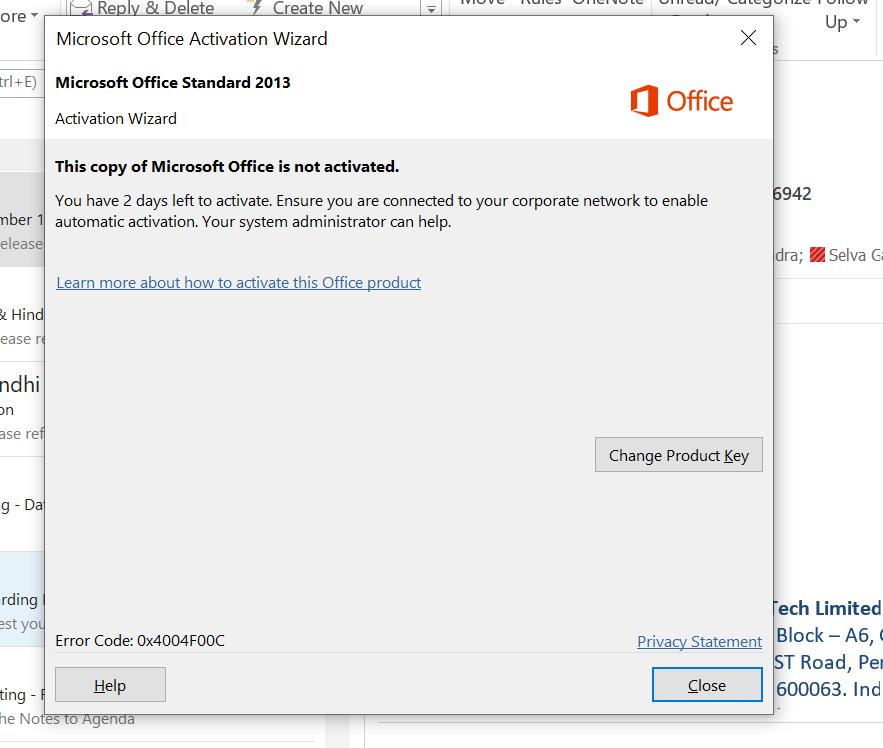 Reply & Delete
Create New
Move Rules OneNote
Unread/ Categorize Follow
Up
Microsoft Office Activation Wizard
Microsoft Office Standard 2013
Activation Wizard
Office
This copy of Microsoft Office is not activated.
You have 2 days left to activate. Ensure you are connected to your corporate network to enable
automatic activation. Your system administrator can help.
Learn more about how to activate this Office product
Change Product Key
Error Code: 0x4004F00C
Privacy Statement
Help
Close
ore
trl+E)
mber 1
elease
& Hind
ease re
ndhi
on
ase ref
g - Dat
rding
est you
ting -
he Notes to Agenda
6942
dra; Selva Ga
Tech Limited
Block – A6,
ST Road, Per
600063. Ind